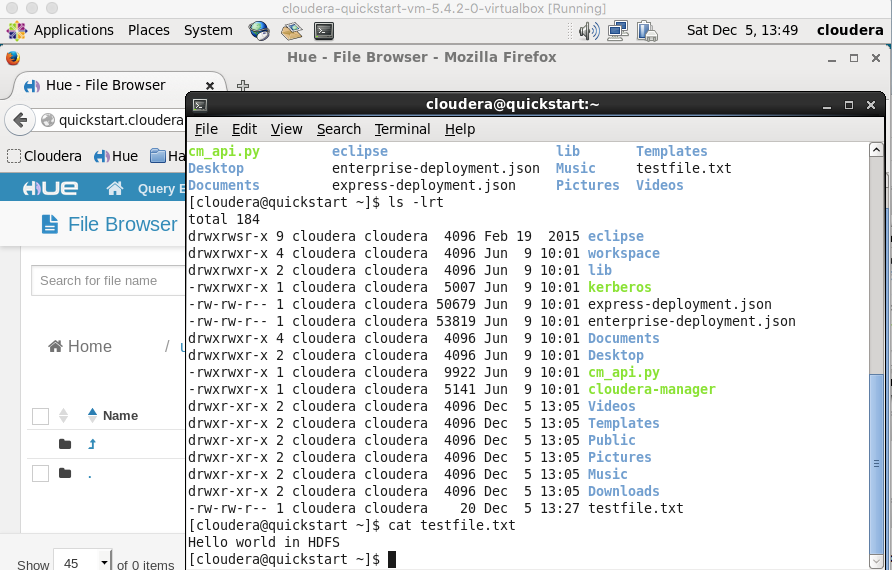 cloudera-quickstart-vm-5.4.2-0-virtualbox [Running]
Applications Places System Sat Dec 5, 13:49 cloudera
Hue - File Browser - Mozilla Firefox
Hue - File Browser
quickstart.cloudera
Cloudera Hue Ha
HUE Query E
File Browser
Search for file name
Home / u
Name
.
Show 45 of 0 items
cloudera@quickstart:~
File Edit View Search Terminal Help
cm_api.py eclipse lib Templates
Desktop enterprise-deployment.json Music testfile.txt
Documents express-deployment.json Pictures Videos
[cloudera@quickstart ~]$ ls -lrt
total 184
drwxrwsr-x 9 cloudera cloudera 4096 Feb 19 2015 eclipse
drwxrwxr-x 4 cloudera cloudera 4096 Jun 9 10:01 workspace
drwxrwxr-x 2 cloudera cloudera 4096 Jun 9 10:01 lib
-rwxrwxr-x 1 cloudera cloudera 5007 Jun 9 10:01 kerberos
-rw-rw-r-- 1 cloudera cloudera 50679 Jun 9 10:01 express-deployment.json
-rw-rw-r-- 1 cloudera cloudera 53819 Jun 9 10:01 enterprise-deployment.json
drwxrwxr-x 4 cloudera cloudera 4096 Jun 9 10:01 Documents
drwxrwxr-x 2 cloudera cloudera 4096 Jun 9 10:01 Desktop
-rwxrwxr-x 1 cloudera cloudera 9922 Jun 9 10:01 cm_api.py
-rwxrwxr-x 1 cloudera cloudera 5141 Jun 9 10:01 cloudera-manager
drwxr-xr-x 2 cloudera cloudera 4096 Dec 5 13:05 Videos
drwxr-xr-x 2 cloudera cloudera 4096 Dec 5 13:05 Templates
drwxr-xr-x 2 cloudera cloudera 4096 Dec 5 13:05 Public
drwxr-xr-x 2 cloudera cloudera 4096 Dec 5 13:05 Pictures
drwxr-xr-x 2 cloudera cloudera 4096 Dec 5 13:05 Music
drwxr-xr-x 2 cloudera cloudera 4096 Dec 5 13:05 Downloads
-rw-rw-r-- 1 cloudera cloudera 20 Dec 5 13:27 testfile.txt
[cloudera@quickstart ~]$ cat testfile.txt
Hello world in HDFS
[cloudera@quickstart ~]$